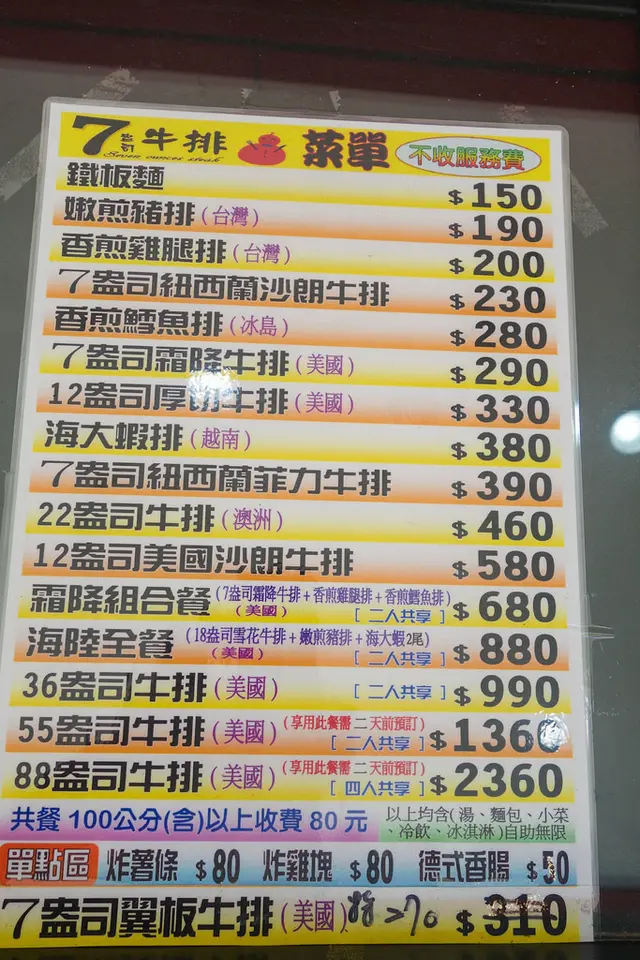 7盎司牛排 菜單 不收服務費
Seven ounces steak
鐵板麵 $150
嫩煎豬排(台灣) $190
香煎雞腿排(台灣) $200
7盎司紐西蘭沙朗牛排 $230
香煎鱈魚排(冰島) $280
7盎司霜降牛排(美國) $290
12盎司厚切牛排(美國) $330
海大蝦排(越南) $380
7盎司紐西蘭菲力牛排 $390
22盎司牛排(澳洲) $460
12盎司美國沙朗牛排 $580
霜降組合餐(7盎司霜降牛排+香煎雞腿排+香煎鱈魚排) $680
(美國) [二人共享]
海陸全餐(18盎司雪花牛排+嫩煎豬排+海大蝦2尾) $880
(美國) [二人共享]
36盎司牛排(美國) [二人共享] $990
55盎司牛排(美國) (享用此餐需二天前預訂) $1360
[二人共享]
88盎司牛排(美國) (享用此餐需二天前預訂) $2360
[四人共享]
共餐 100公分(含)以上收費 80 元 以上均含(湯、麵包、小菜
、冷飲、冰淇淋)自助無限
單點區 炸薯條 $80 炸雞塊 $80 德式香腸 $50
7盎司翼板牛排(美國) 270 $310